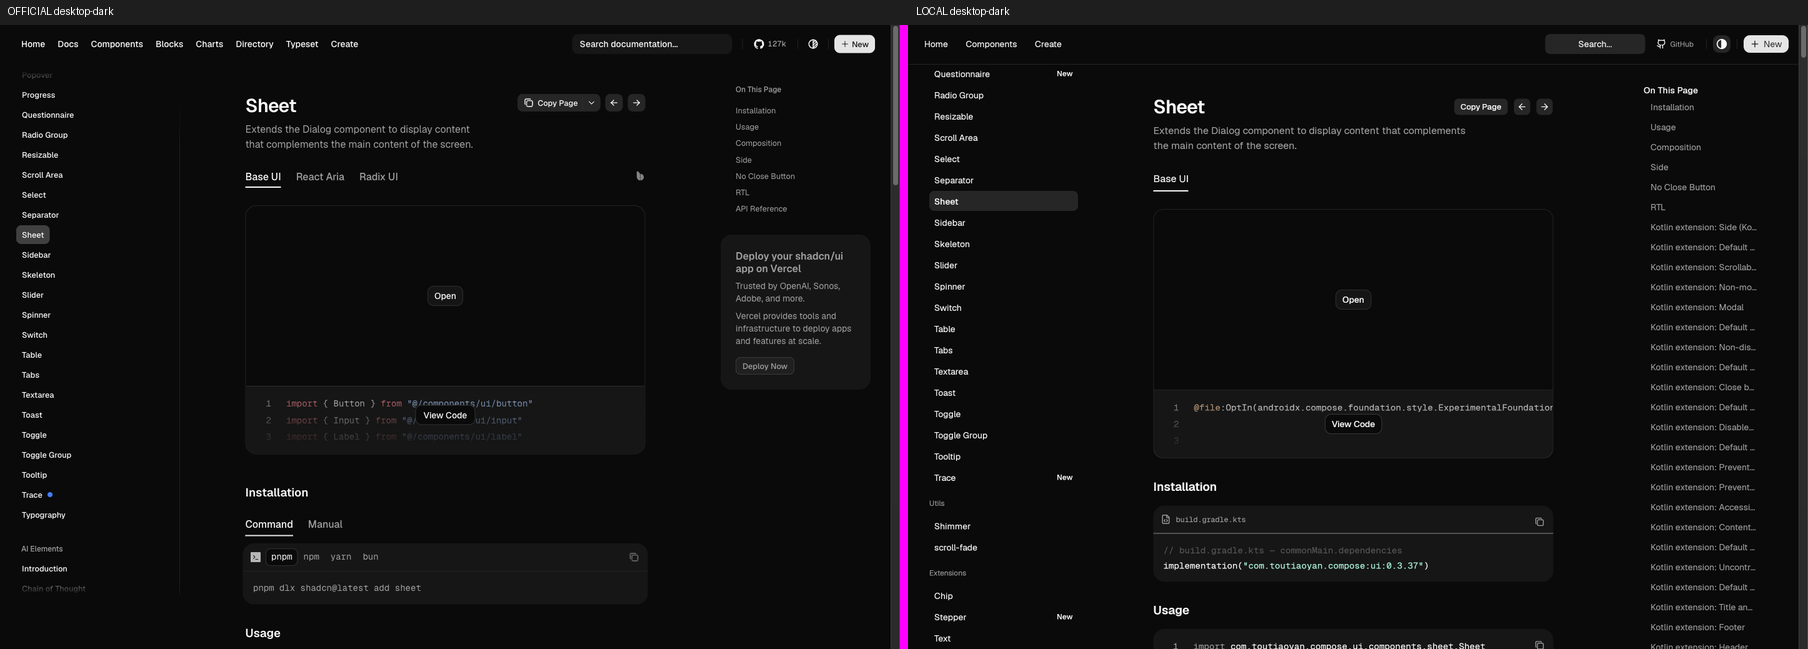 OFFICIAL desktop-dark
Home Docs Components Blocks Charts Directory Typeset Create
Search documentation...
127k
+ New
Popover
Progress
Questionnaire
Radio Group
Resizable
Scroll Area
Select
Separator
Sheet
Sidebar
Skeleton
Slider
Spinner
Switch
Table
Tabs
Textarea
Toast
Toggle
Toggle Group
Tooltip
Trace
Typography
AI Elements
Introduction
Chain of Thought
Sheet
Copy Page
Extends the Dialog component to display content
that complements the main content of the screen.
Base UI React Aria Radix UI
Open
1 import { Button } from "@/components/ui/button"
2 import { Input } from "@/ ui/input"
3 import { Label } from "@/components/ui/label"
View Code
Installation
Command Manual
pnpm npm yarn bun
pnpm dlx shadcn@latest add sheet
Usage
On This Page
Installation
Usage
Composition
Side
No Close Button
RTL
API Reference
Deploy your shadcn/ui
app on Vercel
Trusted by OpenAI, Sonos,
Adobe, and more.
Vercel provides tools and
infrastructure to deploy apps
and features at scale.
Deploy Now
LOCAL desktop-dark
Home Components Create
Search...
GitHub
+ New
Questionnaire New
Radio Group
Resizable
Scroll Area
Select
Separator
Sheet
Sidebar
Skeleton
Slider
Spinner
Switch
Table
Tabs
Textarea
Toast
Toggle
Toggle Group
Tooltip
Trace New
Utils
Shimmer
scroll-fade
Extensions
Chip
Stepper New
Text
Sheet
Copy Page
Extends the Dialog component to display content that complements
the main content of the screen.
Base UI
Open
1 @file:OptIn(androidx.compose.foundation.style.ExperimentalFoundation
2
3
View Code
Installation
build.gradle.kts
// build.gradle.kts — commonMain.dependencies
implementation("com.toutiaoyan.compose:ui:0.3.37")
Usage
1 import com.toutiaoyan.compose.ui.components.sheet.Sheet
On This Page
Installation
Usage
Composition
Side
No Close Button
RTL
Kotlin extension: Side (Ko...
Kotlin extension: Default ...
Kotlin extension: Scrollab...
Kotlin extension: Non-mo...
Kotlin extension: Modal
Kotlin extension: Default ...
Kotlin extension: Non-dis...
Kotlin extension: Default ...
Kotlin extension: Close b...
Kotlin extension: Default ...
Kotlin extension: Disable...
Kotlin extension: Default ...
Kotlin extension: Prevent...
Kotlin extension: Prevent...
Kotlin extension: Accessi...
Kotlin extension: Content...
Kotlin extension: Default ...
Kotlin extension: Uncontr...
Kotlin extension: Default ...
Kotlin extension: Title an...
Kotlin extension: Footer
Kotlin extension: Header